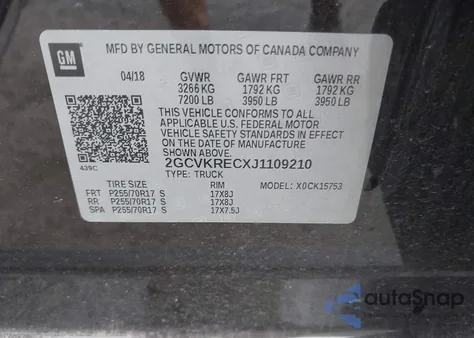 GM
MFD BY GENERAL MOTORS OF CANADA COMPANY
04/18 GVWR GAWR FRT GAWR RR
3266 KG 1792 KG 1792 KG
7200 LB 3950 LB 3950 LB
THIS VEHICLE CONFORMS TO ALL
APPLICABLE U.S. FEDERAL MOTOR
VEHICLE SAFETY STANDARDS IN EFFECT
ON THE DATE OF MANUFACTURE
SHOWN ABOVE.
439C
2GCVKRECXJ1109210
TYPE: TRUCK MODEL: X0CK15753
TIRE SIZE RIM
FRT P255/70R17 S 17X8J
RR P255/70R17 S 17X8J
SPA P255/70R17 S 17X7.5J
autoSnap